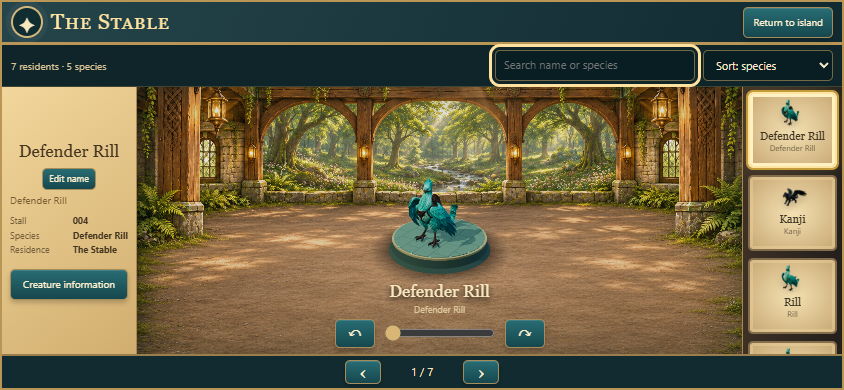 The Stable
Return to island
7 residents · 5 species
Search name or species
Sort: species
Defender Rill
Edit name
Defender Rill
Stall 004
Species Defender Rill
Residence The Stable
Creature information
Defender Rill
Defender Rill
1 / 7
Defender Rill
Defender Rill
Kanji
Kanji
Rill
Rill